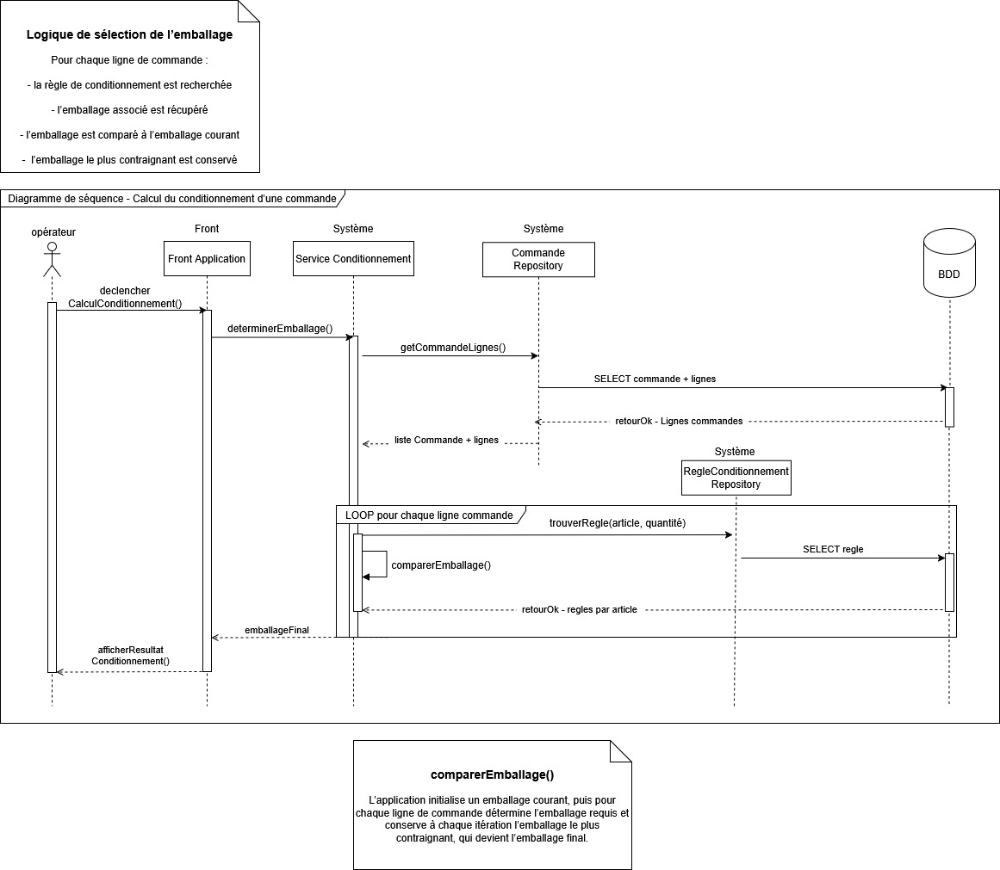 Logique de sélection de l'emballage
Pour chaque ligne de commande :
- la règle de conditionnement est recherchée
- l'emballage associé est récupéré
- l'emballage est comparé à l'emballage courant
- l'emballage le plus contraignant est conservé
Diagramme de séquence - Calcul du conditionnement d'une commande
opérateur
Front
Système
Système
Front Application
Service Conditionnement
Commande
Repository
BDD
declencher
CalculConditionnement()
determinerEmballage()
getCommandeLignes()
SELECT commande + lignes
retourOk - Lignes commandes
liste Commande + lignes
Système
RegleConditionnement
Repository
LOOP pour chaque ligne commande
trouverRegle(article, quantité)
SELECT regle
comparerEmballage()
retourOk - regles par article
emballageFinal
afficherResultat
Conditionnement()
comparerEmballage()
L'application initialise un emballage courant, puis pour
chaque ligne de commande détermine l'emballage requis et
conserve à chaque itération l'emballage le plus
contraignant, qui devient l'emballage final.